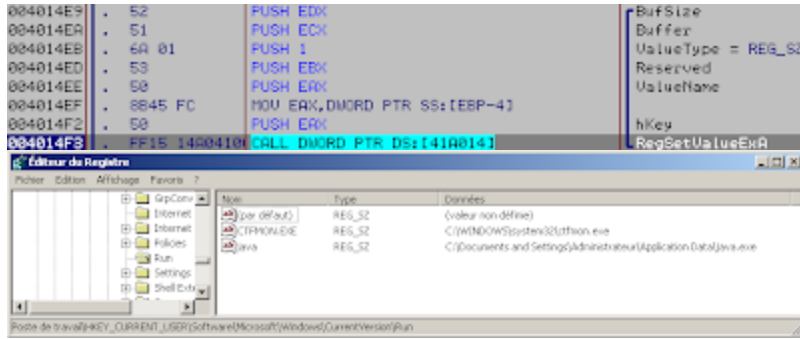 004014E9 . 52 PUSH EDX BufSize
004014EA . 51 PUSH ECX Buffer
004014EB . 6A 01 PUSH 1 ValueType = REG_SZ
004014ED . 53 PUSH EBX Reserved
004014EE . 50 PUSH EAX ValueName
004014EF . 8B45 FC MOV EAX,DWORD PTR SS:[EBP-4]
004014F2 . 50 PUSH EAX hKey
004014F3 . FF15 14A04100 CALL DWORD PTR DS:[41A014] RegSetValueExA
Éditeur du Registre
Fichier Edition Affichage Favoris ?
GrpConv
Internet
Internet
Policies
Run
Settings
Shell Exte
Nom Type Données
(par défaut) REG_SZ (valeur non définie)
CTFMON.EXE REG_SZ C:\WINDOWS\system32\ctfmon.exe
Java REG_SZ C:\Documents and Settings\Administrateur\Application Data\java.exe
Poste de travail\HKEY_CURRENT_USER\Software\Microsoft\Windows\CurrentVersion\Run